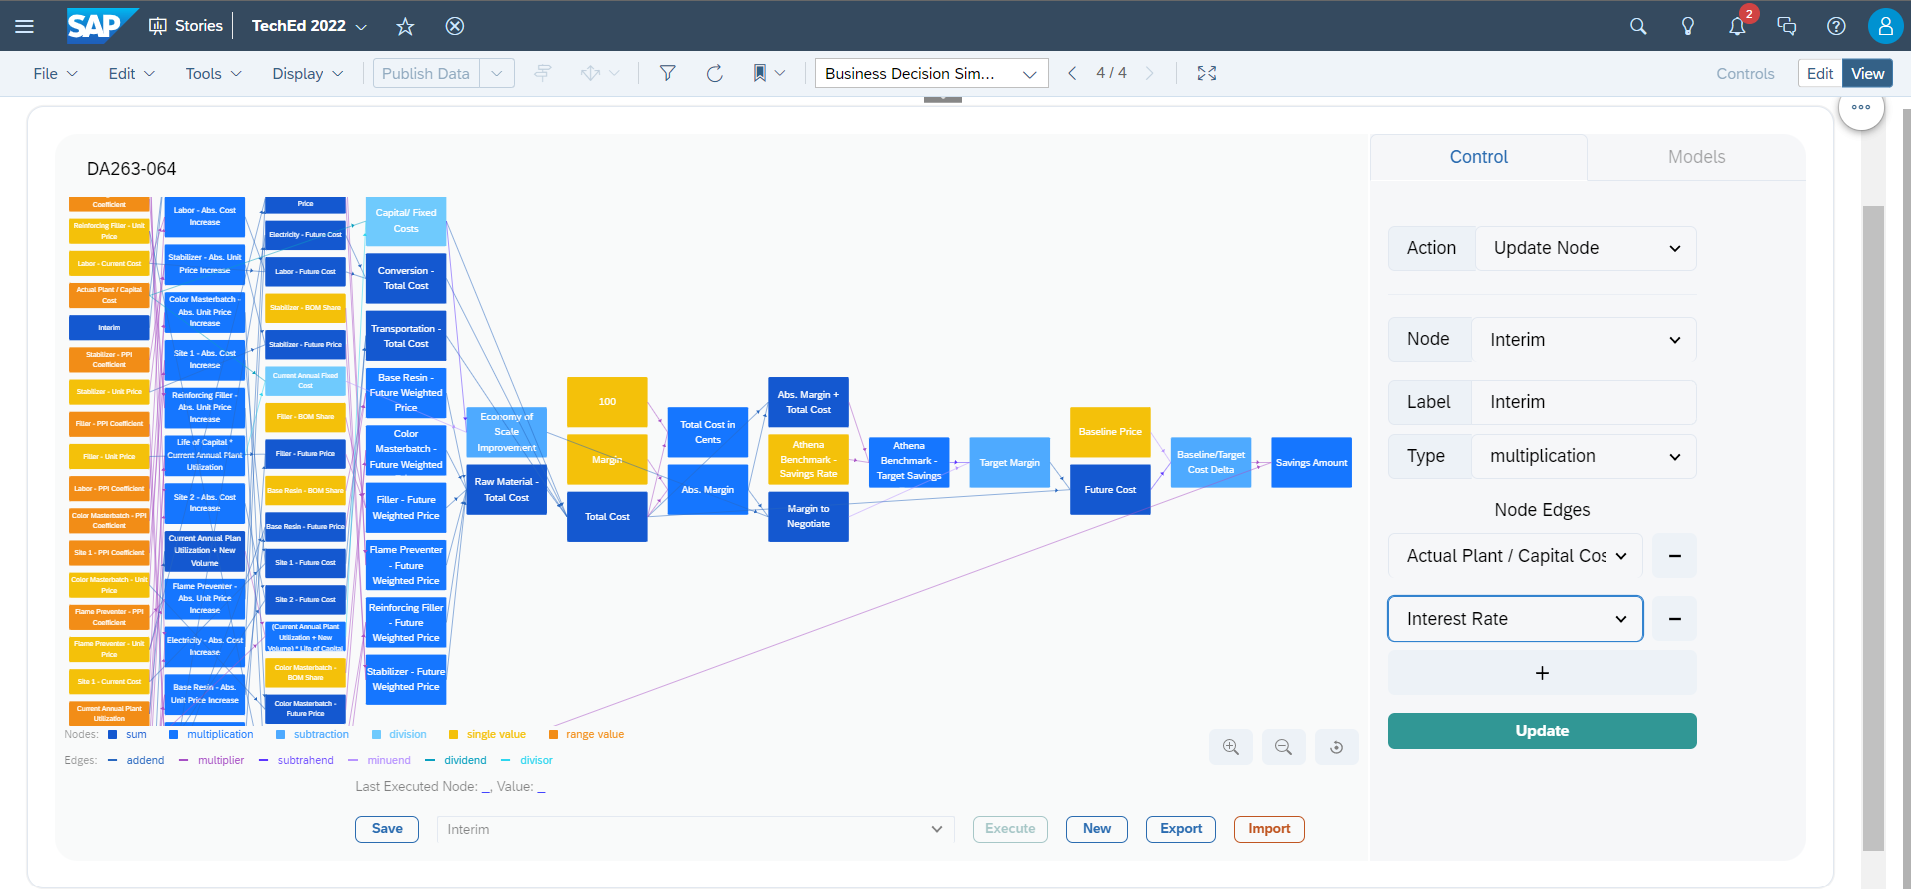 SAP Stories TechEd 2022 2
File Edit Tools Display Publish Data Business Decision Sim... 4 / 4 Controls Edit View
DA263-064
Coefficient
Reinforcing Filler - Unit
Price
Labor - Current Cost
Actual Plant / Capital
Cost
Interim
Stabilizer - PPI
Coefficient
Stabilizer - Unit Price
Filler - PPI Coefficient
Filler - Unit Price
Labor - PPI Coefficient
Color Masterbatch - PPI
Coefficient
Site 1 - PPI Coefficient
Color Masterbatch - Unit
Price
Flame Preventer - PPI
Coefficient
Flame Preventer - Unit
Price
Site 1 - Current Cost
Current Annual Plant
Utilization
Labor - Abs. Cost
Increase
Stabilizer - Abs. Unit
Price Increase
Color Masterbatch -
Abs. Unit Price
Increase
Site 1 - Abs. Cost
Increase
Reinforcing Filler -
Abs. Unit Price
Increase
Life of Capital *
Current Annual Plant
Utilization
Site 2 - Abs. Cost
Increase
Current Annual Plan
Utilization + New
Volume
Flame Preventer -
Abs. Unit Price
Increase
Electricity - Abs. Cost
Increase
Base Resin - Abs.
Unit Price Increase
Price
Electricity - Future Cost
Labor - Future Cost
Stabilizer - BOM Share
Stabilizer - Future Price
Current Annual Fixed
Cost
Filler - BOM Share
Filler - Future Price
Base Resin - BOM Share
Base Resin - Future Price
Site 1 - Future Cost
Site 2 - Future Cost
(Current Annual Plant
Utilization + New
Volume) * Life of Capital
Color Masterbatch -
BOM Share
Color Masterbatch -
Future Price
Capital/ Fixed
Costs
Conversion -
Total Cost
Transportation -
Total Cost
Base Resin -
Future Weighted
Price
Color
Masterbatch -
Future Weighted
Filler - Future
Weighted Price
Flame Preventer
- Future
Weighted Price
Reinforcing Filler
- Future
Weighted Price
Stabilizer - Future
Weighted Price
Economy of
Scale
Improvement
Raw Material -
Total Cost
100
Margin
Total Cost
Total Cost in
Cents
Abs. Margin
Abs. Margin +
Total Cost
Athena
Benchmark -
Savings Rate
Margin to
Negotiate
Athena
Benchmark -
Target Savings
Target Margin
Baseline Price
Future Cost
Baseline/Target
Cost Delta
Savings Amount
Nodes: sum multiplication subtraction division single value range value
Edges: addend multiplier subtrahend minuend dividend divisor
Last Executed Node: _, Value: _
Save Interim Execute New Export Import
Control Models
Action Update Node
Node Interim
Label Interim
Type multiplication
Node Edges
Actual Plant / Capital Cos
Interest Rate
+
Update